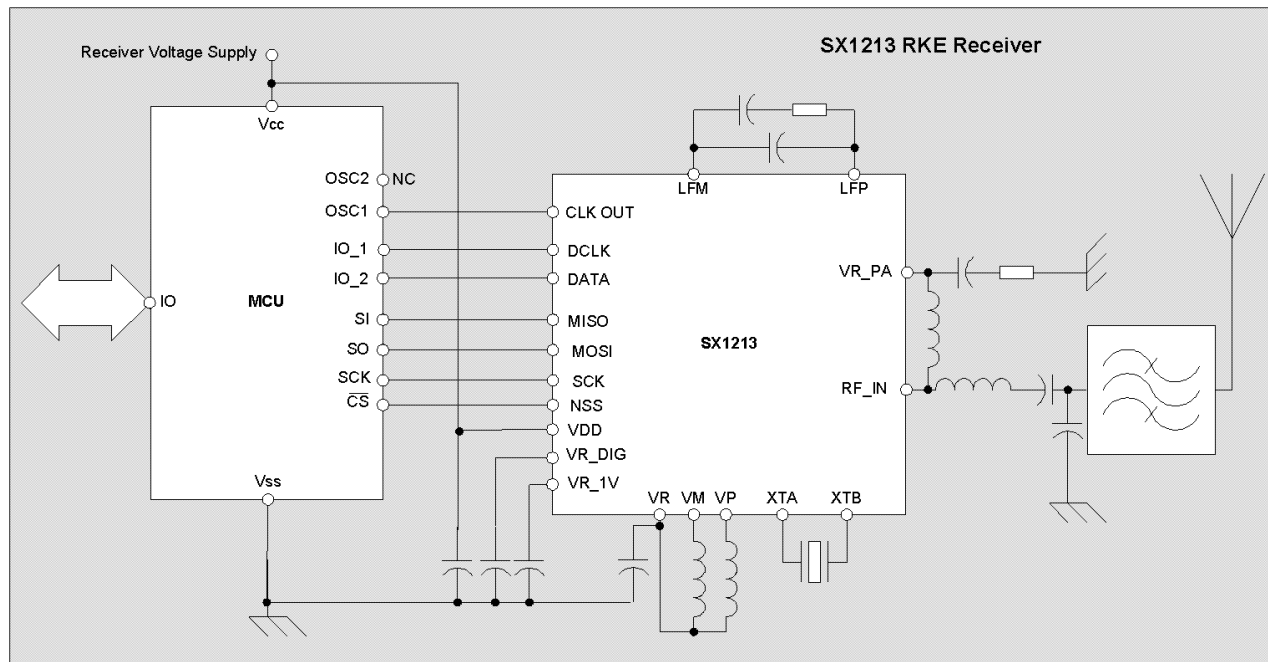 SX1213 RKE Receiver
Receiver Voltage Supply
Vcc
OSC2
NC
OSC1
IO_1
IO_2
IO
MCU
SI
SO
SCK
CS
Vss
LFM
LFP
CLK OUT
DCLK
DATA
MISO
MOSI
SCK
NSS
VDD
VR_DIG
VR_1V
SX1213
VR_PA
RF_IN
VR
VM
VP
XTA
XTB